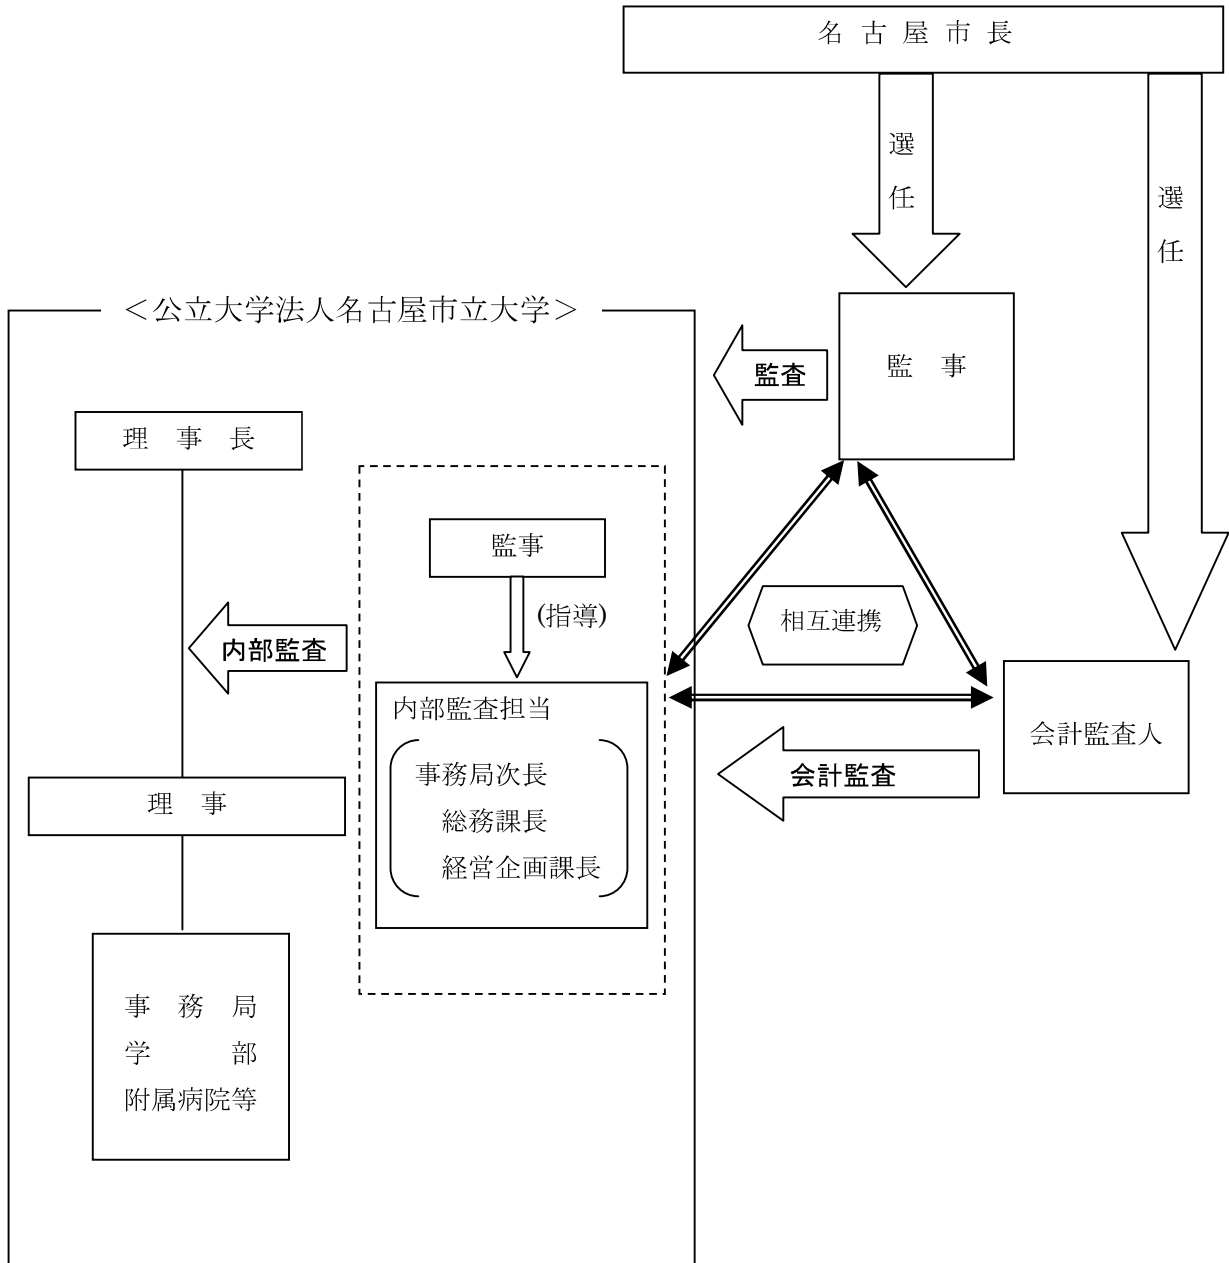 名 古 屋 市 長
選
任
選
任
＜公立大学法人名古屋市立大学＞
監　事
監査
理　事　長
監事
(指導)
相互連携
内部監査
内部監査担当
事務局次長
総務課長
経営企画課長
会計監査人
会計監査
理　事
事　務　局
学　　　部
附属病院等